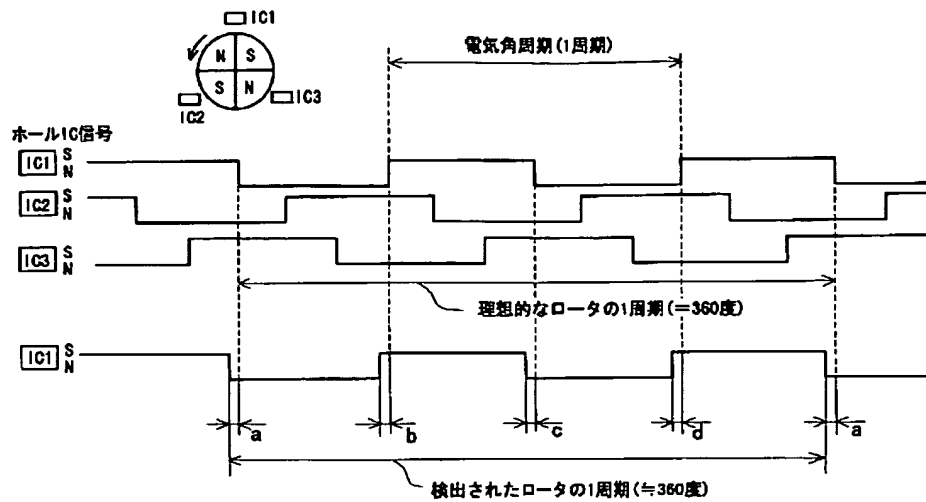 IC1
N S
S N
IC2
IC3
電気角周期(1周期)
ホールIC信号
IC1 S N
IC2 S N
IC3 S N
理想的なロータの1周期(=360度)
IC1 S N
a b c d a
検出されたロータの1周期(≒360度)